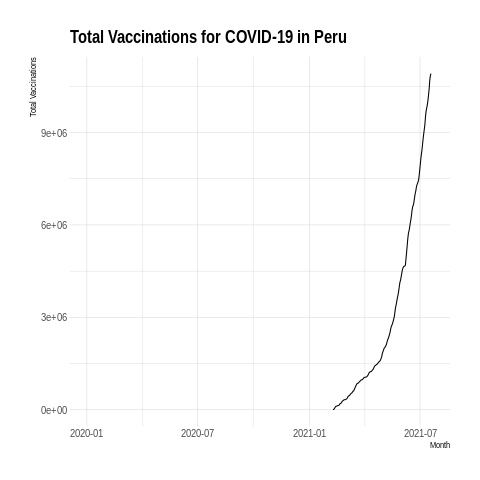 Total Vaccinations for COVID-19 in Peru
Total Vaccinations
9e+06
6e+06
3e+06
0e+00
2020-01 2020-07 2021-01 2021-07
Month